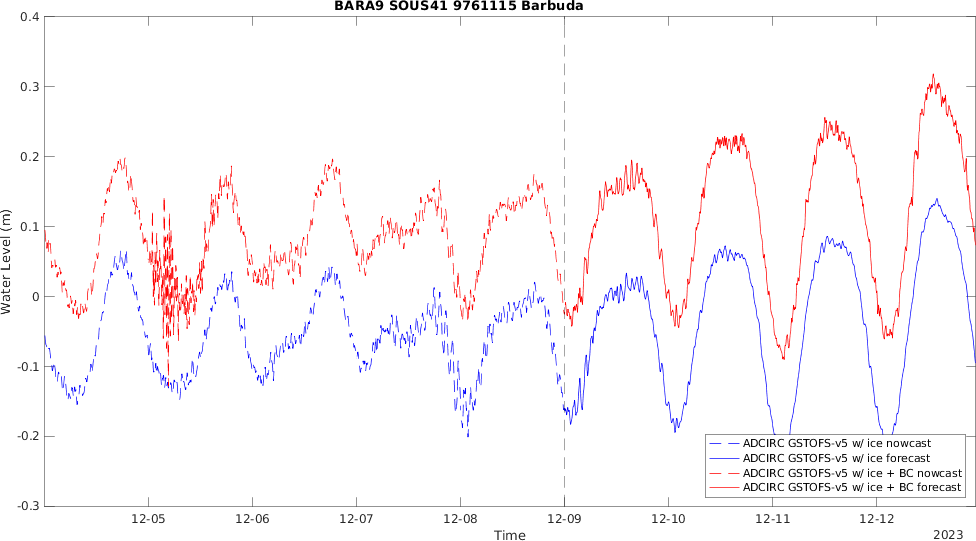 BARA9 SOUS41 9761115 Barbuda
0.4
0.3
0.2
0.1
0
-0.1
-0.2
-0.3
Water Level (m)
ADCIRC GSTOFS-v5 w/ ice nowcast
ADCIRC GSTOFS-v5 w/ ice forecast
ADCIRC GSTOFS-v5 w/ ice + BC nowcast
ADCIRC GSTOFS-v5 w/ ice + BC forecast
12-05 12-06 12-07 12-08 12-09 12-10 12-11 12-12
Time
2023